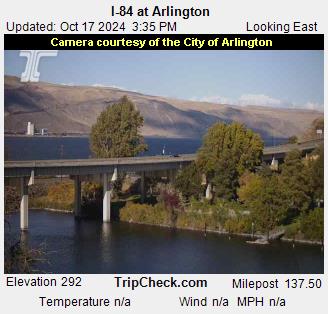 I-84 at Arlington
Updated: Oct 17 2024 3:35 PM Looking East
Camera courtesy of the City of Arlington
Elevation 292 TripCheck.com Milepost 137.50
Temperature n/a Wind n/a MPH n/a